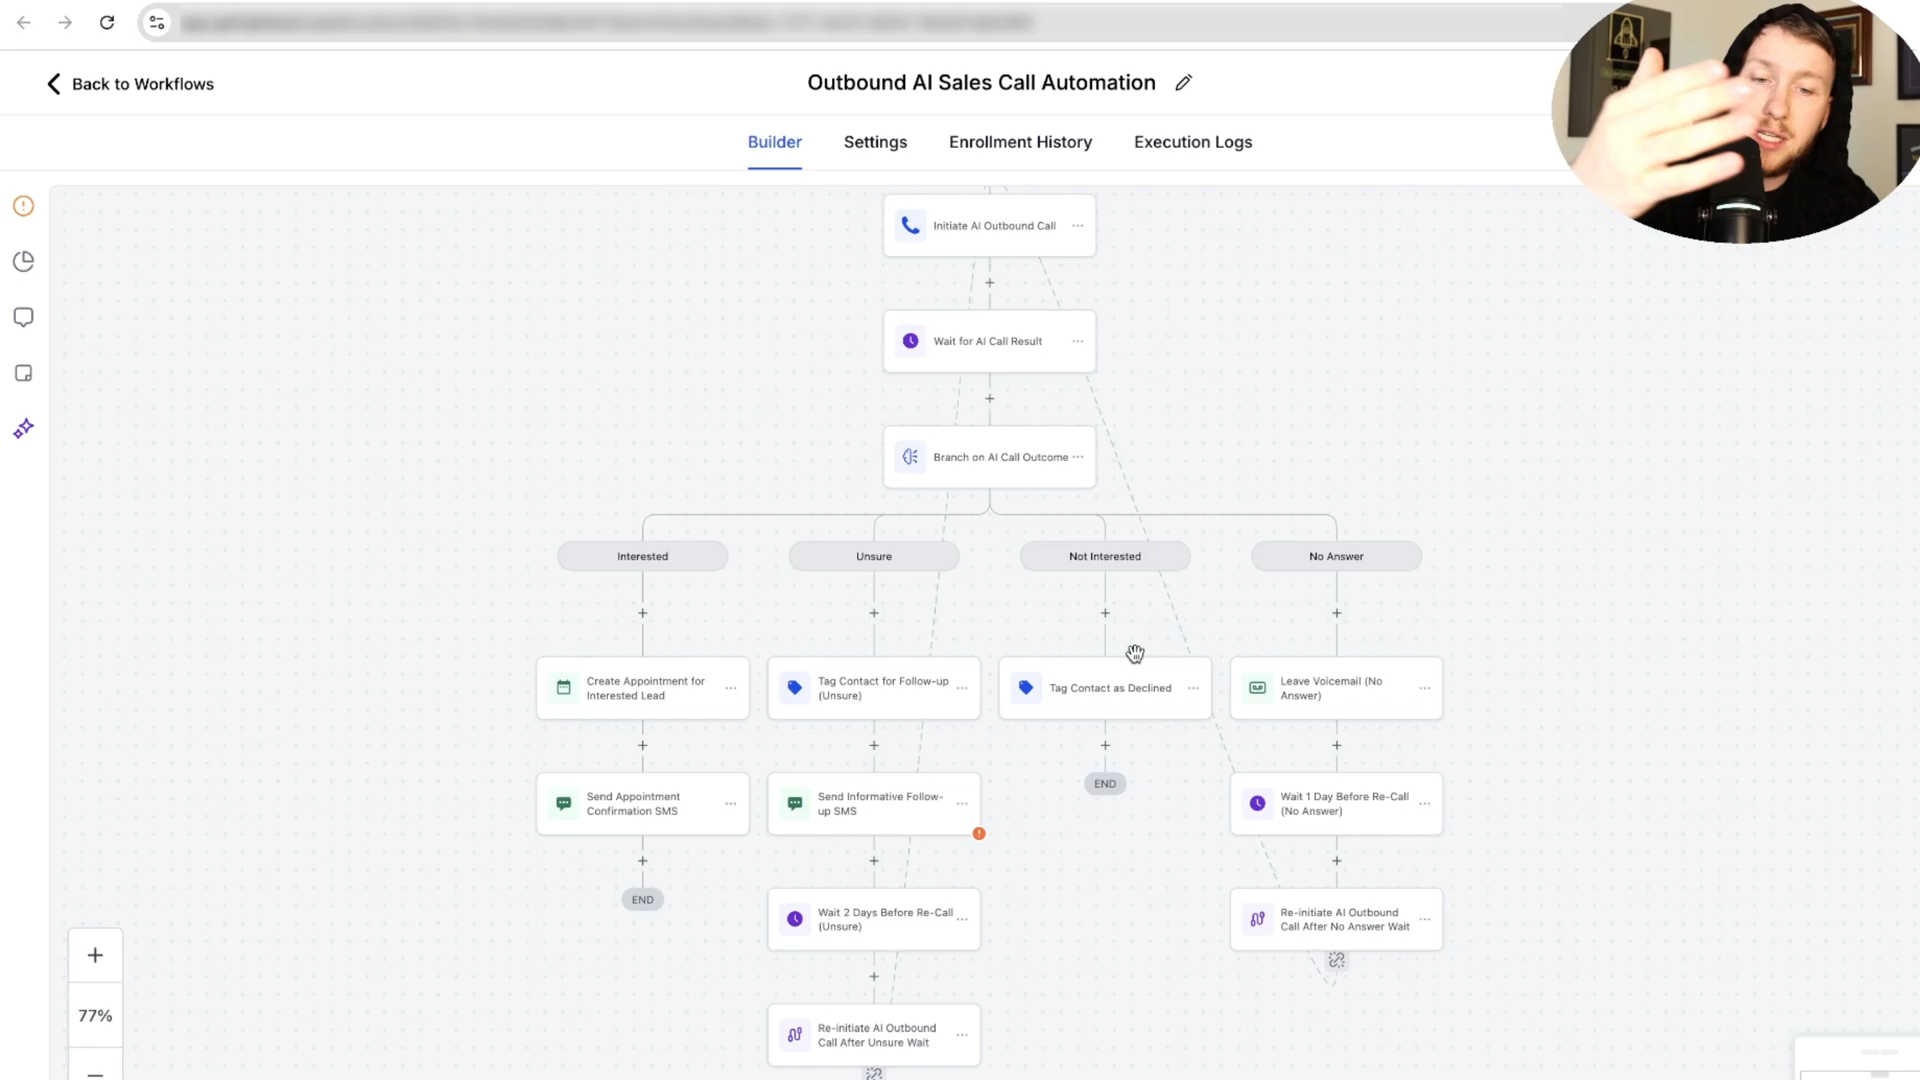 Back to Workflows
Outbound AI Sales Call Automation
Builder
Settings
Enrollment History
Execution Logs
Initiate AI Outbound Call
Wait for AI Call Result
Branch on AI Call Outcome
Interested
Unsure
Not Interested
No Answer
Create Appointment for
Interested Lead
Tag Contact for Follow-up
(Unsure)
Tag Contact as Declined
Leave Voicemail (No
Answer)
Send Appointment
Confirmation SMS
Send Informative Follow-
up SMS
END
Wait 1 Day Before Re-Call
(No Answer)
END
Wait 2 Days Before Re-Call
(Unsure)
Re-initiate AI Outbound
Call After No Answer Wait
Re-initiate AI Outbound
Call After Unsure Wait
77%